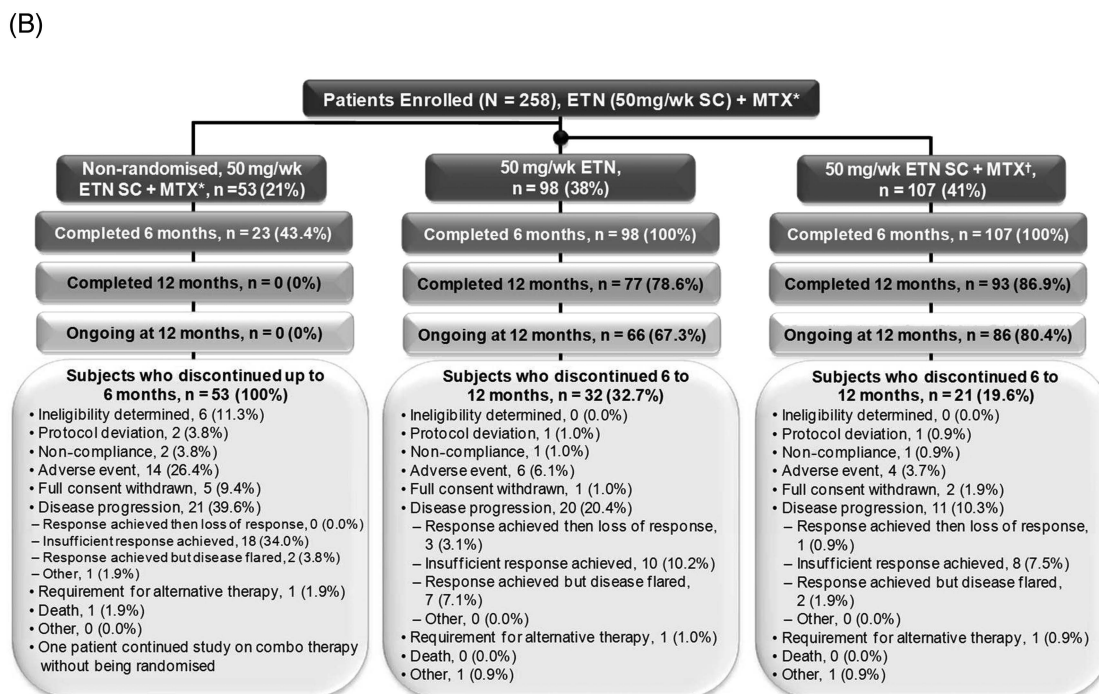 (B)
Patients Enrolled (N = 258), ETN (50mg/wk SC) + MTX*
Non-randomised, 50 mg/wk
ETN SC + MTX*, n=53 (21%)
Completed 6 months, n = 23 (43.4%)
Completed 12 months, n = 0 (0%)
Ongoing at 12 months, n = 0 (0%)
Subjects who discontinued up to
6 months, n = 53 (100%)
• Ineligibility determined, 6 (11.3%)
• Protocol deviation, 2 (3.8%)
• Non-compliance, 2 (3.8%)
• Adverse event, 14 (26.4%)
• Full consent withdrawn, 5 (9.4%)
• Disease progression, 21 (39.6%)
– Response achieved then loss of response, 0 (0.0%)
– Insufficient response achieved, 18 (34.0%)
– Response achieved but disease flared, 2 (3.8%)
– Other, 1 (1.9%)
• Requirement for alternative therapy, 1 (1.9%)
• Death, 1 (1.9%)
• Other, 0 (0.0%)
• One patient continued study on combo therapy
without being randomised
50 mg/wk ETN,
n = 98 (38%)
Completed 6 months, n = 98 (100%)
Completed 12 months, n = 77 (78.6%)
Ongoing at 12 months, n = 66 (67.3%)
Subjects who discontinued 6 to
12 months, n = 32 (32.7%)
• Ineligibility determined, 0 (0.0%)
• Protocol deviation, 1 (1.0%)
• Non-compliance, 1 (1.0%)
• Adverse event, 6 (6.1%)
• Full consent withdrawn, 1 (1.0%)
• Disease progression, 20 (20.4%)
– Response achieved then loss of response,
3 (3.1%)
– Insufficient response achieved, 10 (10.2%)
– Response achieved but disease flared,
7 (7.1%)
– Other, 0 (0.0%)
• Requirement for alternative therapy, 1 (1.0%)
• Death, 0 (0.0%)
• Other, 1 (0.9%)
50 mg/wk ETN SC + MTX†,
n = 107 (41%)
Completed 6 months, n = 107 (100%)
Completed 12 months, n = 93 (86.9%)
Ongoing at 12 months, n = 86 (80.4%)
Subjects who discontinued 6 to
12 months, n = 21 (19.6%)
• Ineligibility determined, 0 (0.0%)
• Protocol deviation, 1 (0.9%)
• Non-compliance, 1 (0.9%)
• Adverse event, 4 (3.7%)
• Full consent withdrawn, 2 (1.9%)
• Disease progression, 11 (10.3%)
– Response achieved then loss of response,
1 (0.9%)
– Insufficient response achieved, 8 (7.5%)
– Response achieved but disease flared,
2 (1.9%)
– Other, 0 (0.0%)
• Requirement for alternative therapy, 1 (0.9%)
• Death, 0 (0.0%)
• Other, 1 (0.9%)